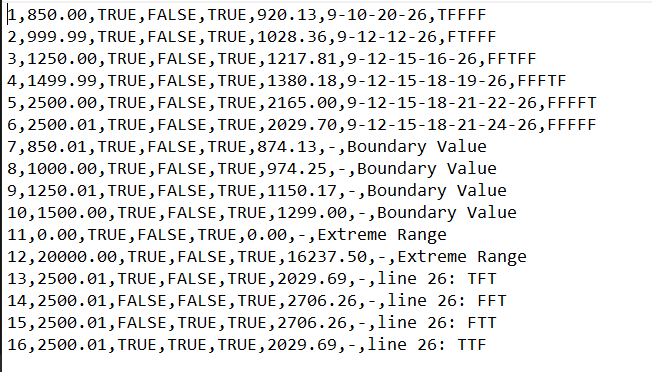 1,850.00,TRUE,FALSE,TRUE,920.13,9-10-20-26,TFFFF
2,999.99,TRUE,FALSE,TRUE,1028.36,9-12-12-26,FTFFF
3,1250.00,TRUE,FALSE,TRUE,1217.81,9-12-15-16-26,FFTFF
4,1499.99,TRUE,FALSE,TRUE,1380.18,9-12-15-18-19-26,FFFTF
5,2500.00,TRUE,FALSE,TRUE,2165.00,9-12-15-18-21-22-26,FFFFT
6,2500.01,TRUE,FALSE,TRUE,2029.70,9-12-15-18-21-24-26,FFFFF
7,850.01,TRUE,FALSE,TRUE,874.13,-,Boundary Value
8,1000.00,TRUE,FALSE,TRUE,974.25,-,Boundary Value
9,1250.01,TRUE,FALSE,TRUE,1150.17,-,Boundary Value
10,1500.00,TRUE,FALSE,TRUE,1299.00,-,Boundary Value
11,0.00,TRUE,FALSE,TRUE,0.00,-,Extreme Range
12,20000.00,TRUE,FALSE,TRUE,16237.50,-,Extreme Range
13,2500.01,TRUE,FALSE,TRUE,2029.69,-,line 26: TFT
14,2500.01,FALSE,FALSE,TRUE,2706.26,-,line 26: FFT
15,2500.01,FALSE,TRUE,TRUE,2706.26,-,line 26: FTT
16,2500.01,TRUE,TRUE,TRUE,2029.69,-,line 26: TTF